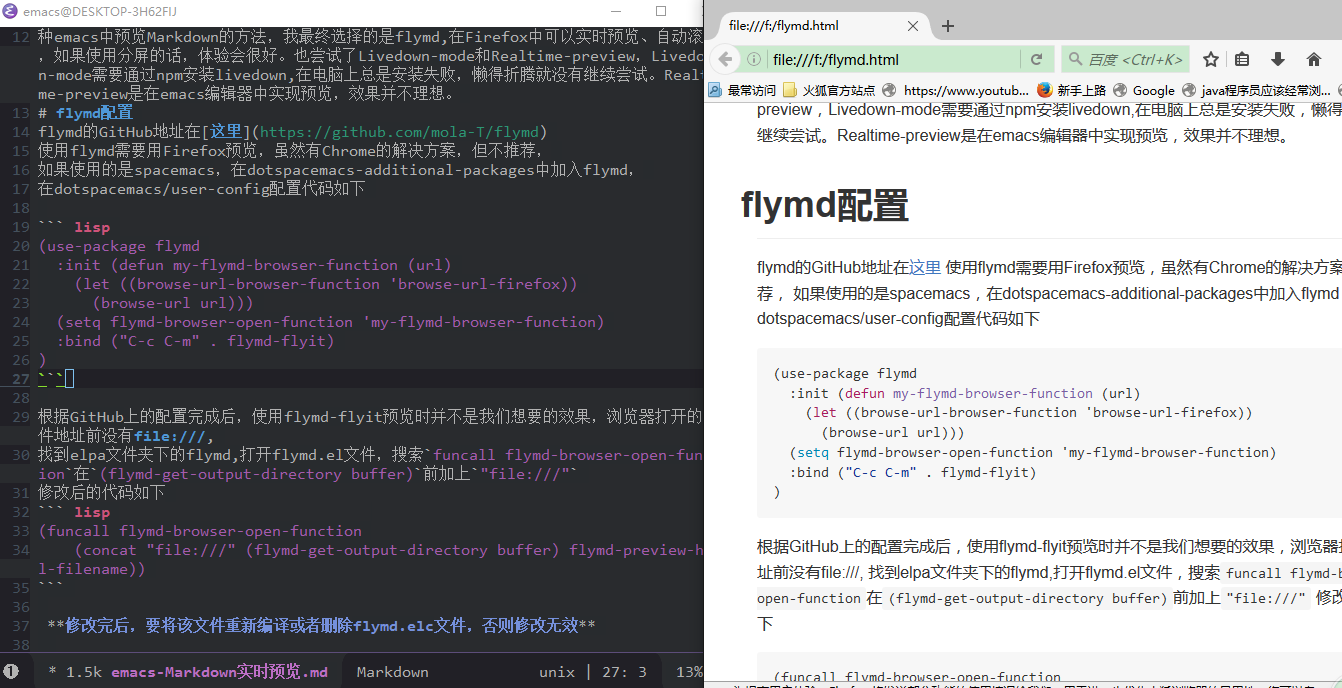 emacs@DESKTOP-3H62FIJ
12 种emacs中预览Markdown的方法，我最终选择的是flymd,在Firefox中可以实时预览、自动滚
，如果使用分屏的话，体验会很好。也尝试了Livedown-mode和Realtime-preview，Livedo
n-mode需要通过npm安装livedown,在电脑上总是安装失败，懒得折腾就没有继续尝试。Realt
me-preview是在emacs编辑器中实现预览，效果并不理想。
13 # flymd配置
14 flymd的GitHub地址在[这里](https://github.com/mola-T/flymd)
15 使用flymd需要用Firefox预览，虽然有Chrome的解决方案，但不推荐，
16 如果使用的是spacemacs，在dotspacemacs-additional-packages中加入flymd，
17 在dotspacemacs/user-config配置代码如下
18
19 ``` lisp
20 (use-package flymd
21 :init (defun my-flymd-browser-function (url)
22 (let ((browse-url-browser-function 'browse-url-firefox))
23 (browse-url url)))
24 (setq flymd-browser-open-function 'my-flymd-browser-function)
25 :bind ("C-c C-m" . flymd-flyit)
26 )
27 ```
28
29 根据GitHub上的配置完成后，使用flymd-flyit预览时并不是我们想要的效果，浏览器打开的
件地址前没有file:///,
30 找到elpa文件夹下的flymd,打开flymd.el文件，搜索`funcall flymd-browser-open-func
ion`在`(flymd-get-output-directory buffer)`前加上`"file:///"`
31 修改后的代码如下
32 ``` lisp
33 (funcall flymd-browser-open-function
34 (concat "file:///" (flymd-get-output-directory buffer) flymd-preview-h
l-filename))
35 ```
36
37 **修改完后，要将该文件重新编译或者删除flymd.elc文件，否则修改无效**
38
1 * 1.5k emacs-Markdown实时预览.md Markdown unix | 27: 3 13%
file:///f:/flymd.html
file:///f:/flymd.html 百度 <Ctrl+K>
最常访问 火狐官方站点 https://www.youtub... 新手上路 Google java程序员应该经常浏...
preview，Livedown-mode需要通过npm安装livedown,在电脑上总是安装失败，懒得
继续尝试。Realtime-preview是在emacs编辑器中实现预览，效果并不理想。
flymd配置
flymd的GitHub地址在这里 使用flymd需要用Firefox预览，虽然有Chrome的解决方案
荐， 如果使用的是spacemacs，在dotspacemacs-additional-packages中加入flymd
dotspacemacs/user-config配置代码如下
(use-package flymd
:init (defun my-flymd-browser-function (url)
(let ((browse-url-browser-function 'browse-url-firefox))
(browse-url url)))
(setq flymd-browser-open-function 'my-flymd-browser-function)
:bind ("C-c C-m" . flymd-flyit)
)
根据GitHub上的配置完成后，使用flymd-flyit预览时并不是我们想要的效果，浏览器
址前没有file:///, 找到elpa文件夹下的flymd,打开flymd.el文件，搜索 funcall flymd-b
open-function 在 (flymd-get-output-directory buffer) 前加上 "file:///" 修改
下
(funcall flymd-browser-open-function